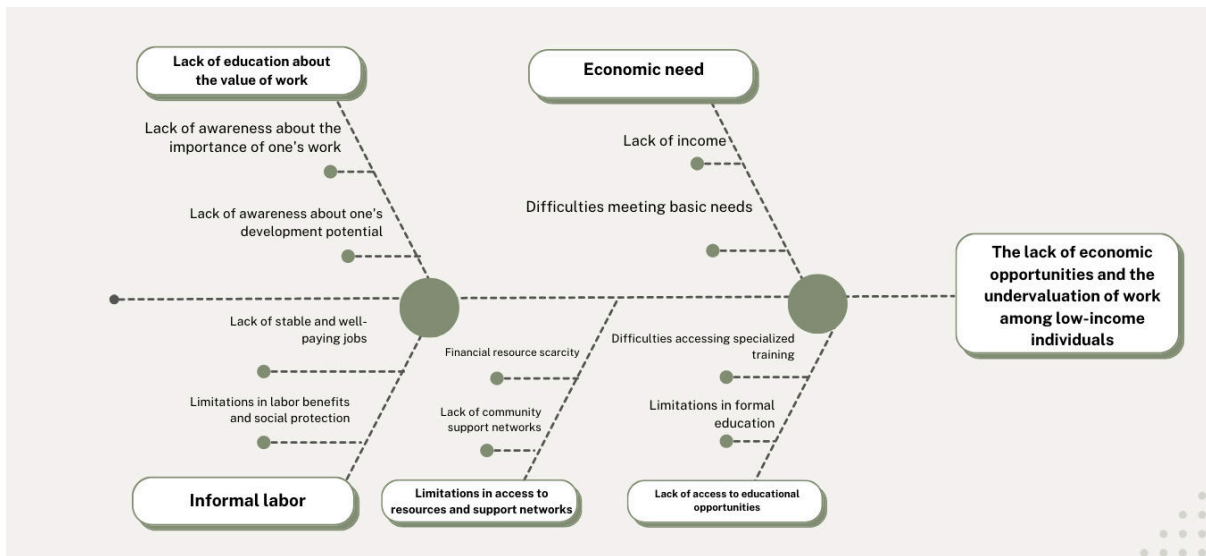 Lack of education about
the value of work
Economic need
Lack of awareness about the
importance of one's work
Lack of income
Lack of awareness about one's
development potential
Difficulties meeting basic needs
The lack of economic
opportunities and the
undervaluation of work
among low-income
individuals
Lack of stable and well-
paying jobs
Financial resource scarcity
Difficulties accessing specialized
training
Limitations in labor benefits
and social protection
Lack of community
support networks
Limitations in formal
education
Informal labor
Limitations in access to
resources and support networks
Lack of access to educational
opportunities